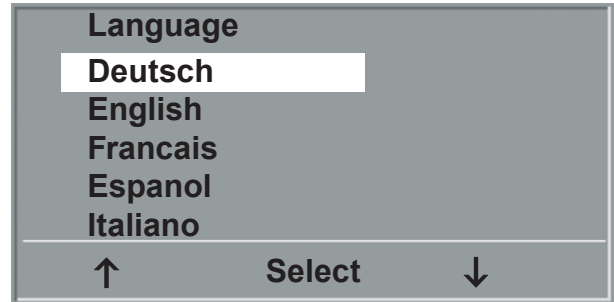 Language
Deutsch
English
Francais
Espanol
Italiano
↑ Select ↓